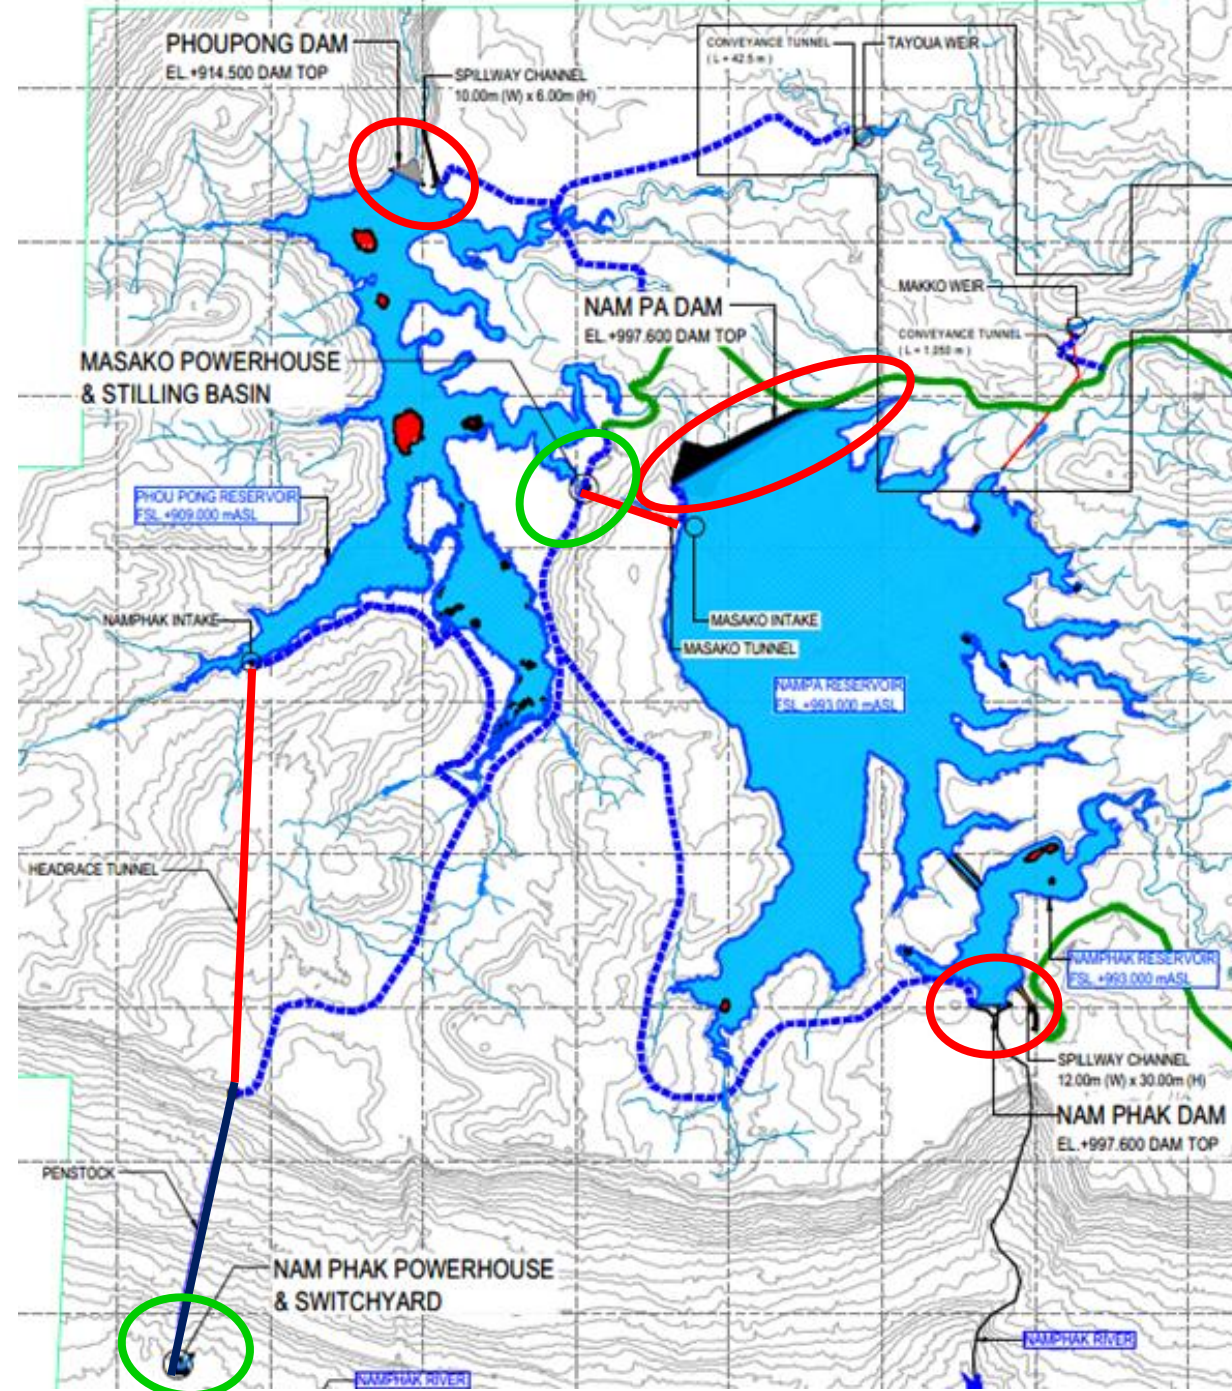 PHOUPONG DAM
EL.+914.500 DAM TOP
SPILLWAY CHANNEL
10.00m (W) x 6.00m (H)
CONVEYANCE TUNNEL
( L = 42.5 m )
TAYOUA WEIR
NAM PA DAM
EL.+997.600 DAM TOP
MAKKO WEIR
CONVEYANCE TUNNEL
( L = 1,050 m )
MASAKO POWERHOUSE
& STILLING BASIN
PHOU PONG RESERVOIR
FSL.+909.000 mASL
NAMPHAK INTAKE
MASAKO INTAKE
MASAKO TUNNEL
NAMPA RESERVOIR
FSL.+993.000 mASL
HEADRACE TUNNEL
NAMPHAK RESERVOIR
FSL.+993.000 mASL
SPILLWAY CHANNEL
12.00m (W) x 30.00m (H)
NAM PHAK DAM
EL.+997.600 DAM TOP
PENSTOCK
NAM PHAK POWERHOUSE
& SWITCHYARD
NAMPHAK RIVER
NAMPHAK RIVER